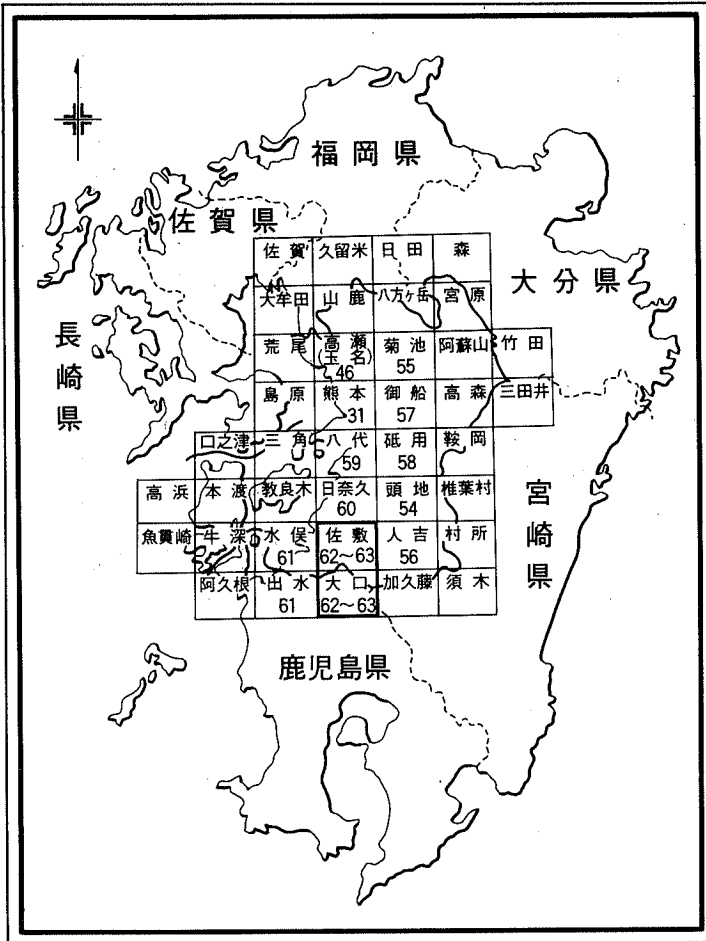 福岡県
佐賀県
佐賀 久留米 日田 森
大分県
大牟田 山鹿 八方ヶ岳 宮原
長崎県
荒尾 高瀬(玉名) 菊池 阿蘇山 竹田
46 55
島原 熊本 御船 高森 三田井
31 57
口之津 三角 八代 砥用 鞍岡
59 58
高浜 本渡 教良木 日奈久 頭地 椎葉村
60 54
宮崎県
魚貫崎 牛深 水俣 佐敷 人吉 村所
61 62～63 56
阿久根 出水 大口 加久藤 須木
61 62～63
鹿児島県